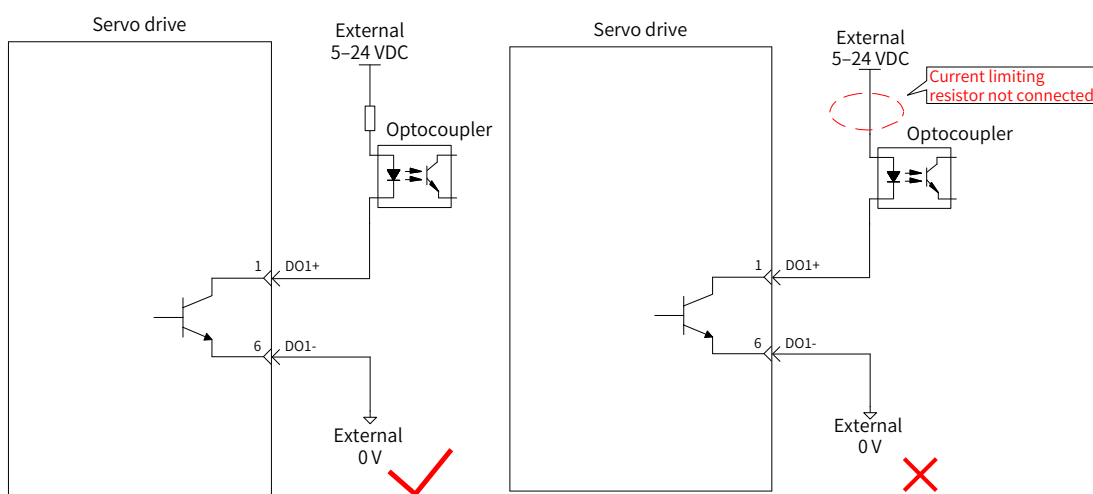 Servo drive
External
5–24 VDC
Optocoupler
1
DO1+
6
DO1-
External
0 V
Servo drive
External
5–24 VDC
Current limiting
resistor not connected
Optocoupler
1
DO1+
6
DO1-
External
0 V